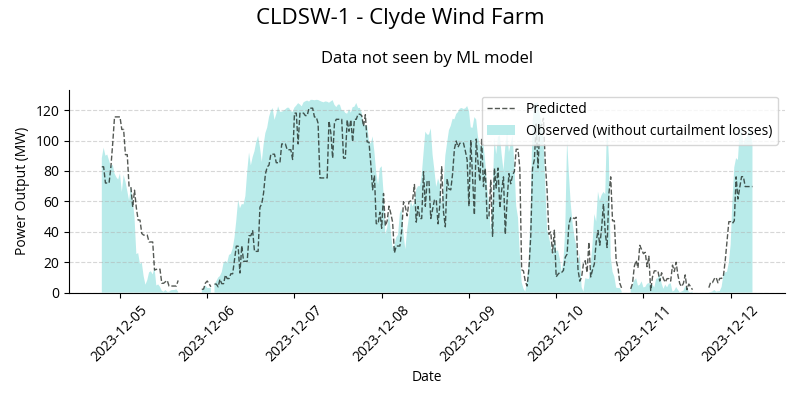 CLDSW-1 - Clyde Wind Farm
Data not seen by ML model
Predicted
Observed (without curtailment losses)
Power Output (MW)
120
100
80
60
40
20
0
2023-12-05
2023-12-06
2023-12-07
2023-12-08
2023-12-09
2023-12-10
2023-12-11
2023-12-12
Date